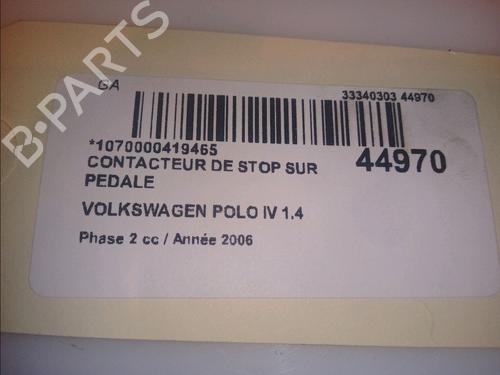 B-PARTS
GA
33340303 44970
*1070000419465
44970
CONTACTEUR DE STOP SUR
PEDALE
VOLKSWAGEN POLO IV 1.4
Phase 2 cc / Année 2006